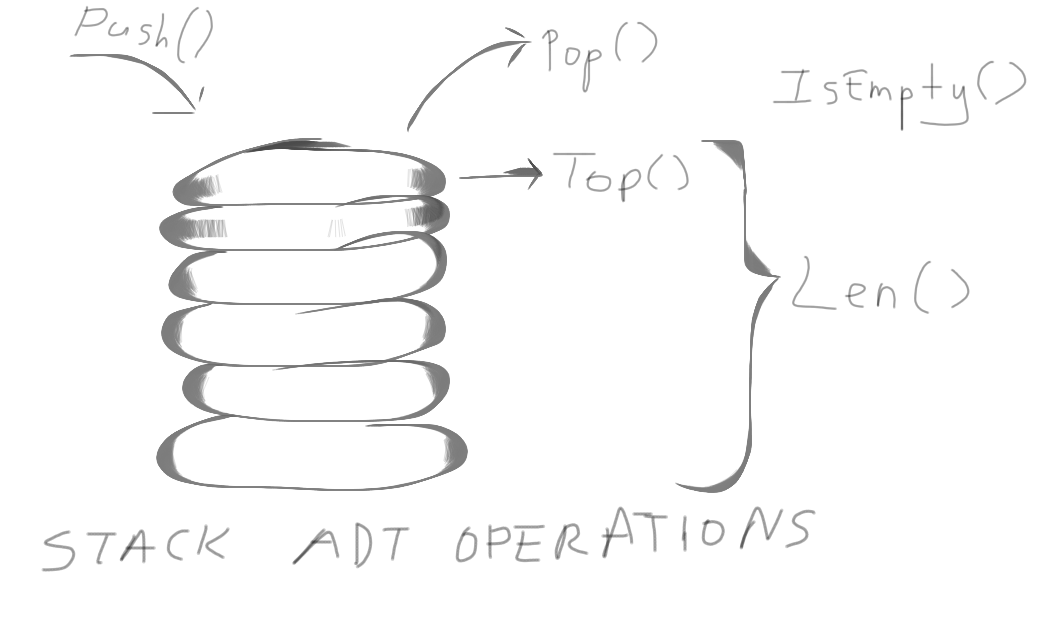 Push()
Pop()
IsEmpty()
Top()
Len()
STACK ADT OPERATIONS